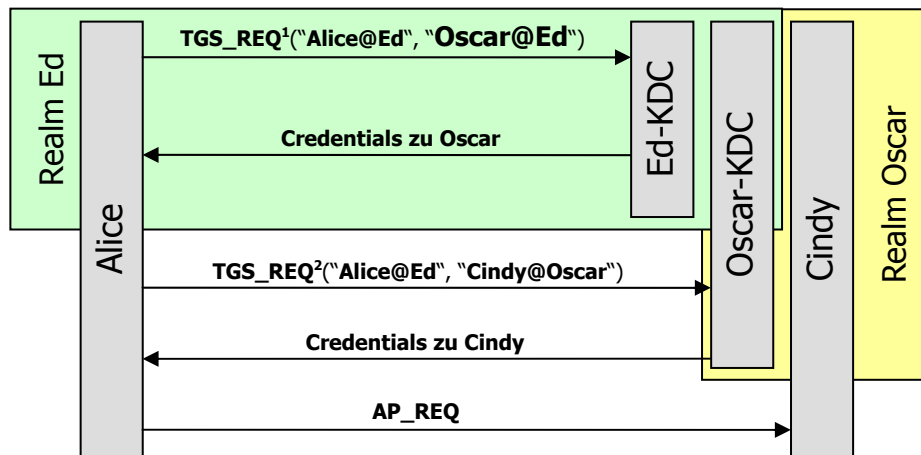 TGS_REQ¹(“Alice@Ed“, “Oscar@Ed“)
Credentials zu Oscar
Realm Ed
Alice
Ed-KDC
Oscar-KDC
Cindy
Realm Oscar
TGS_REQ²(“Alice@Ed“, “Cindy@Oscar“)
Credentials zu Cindy
AP_REQ